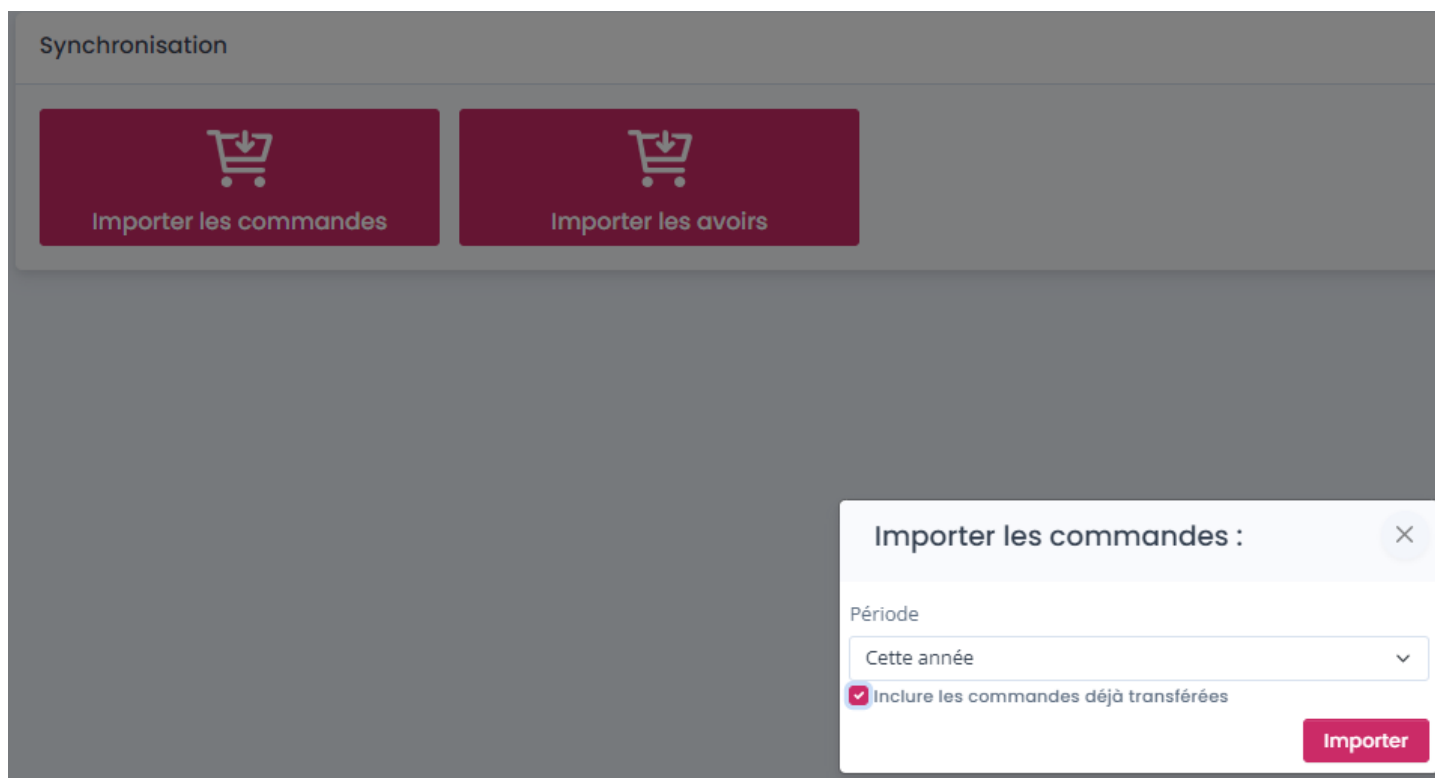 Synchronisation
Importer les commandes
Importer les avoirs
Importer les commandes :
Période
Cette année
Inclure les commandes déjà transférées
Importer